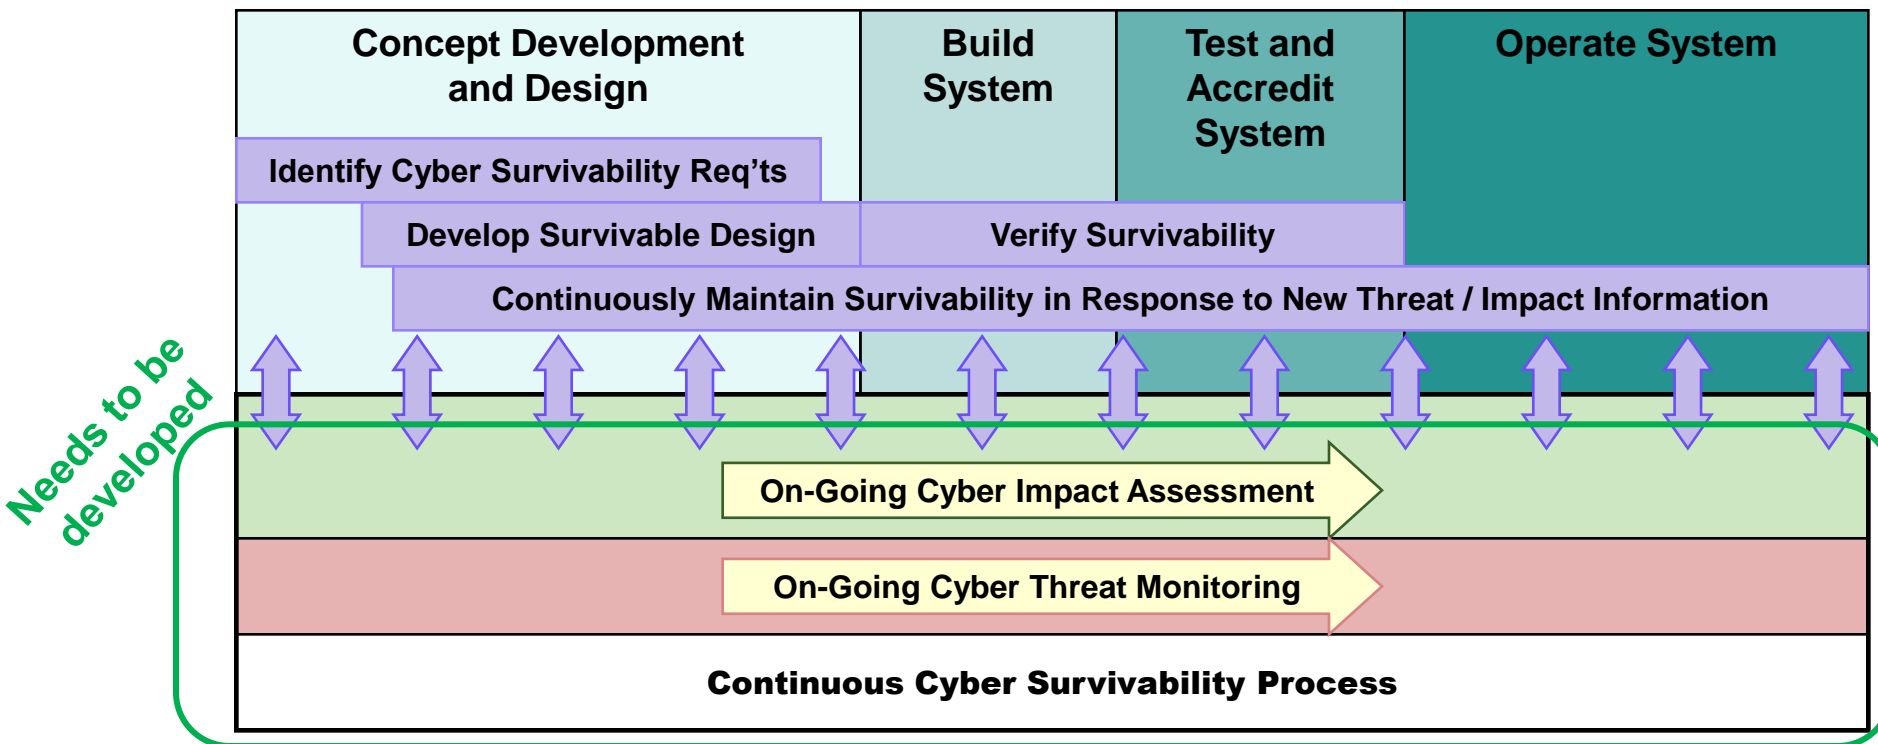 Concept Development
and Design
Build
System
Test and
Accredit
System
Operate System
Identify Cyber Survivability Req'ts
Develop Survivable Design
Verify Survivability
Continuously Maintain Survivability in Response to New Threat / Impact Information
Needs to be
developed
On-Going Cyber Impact Assessment
On-Going Cyber Threat Monitoring
Continuous Cyber Survivability Process